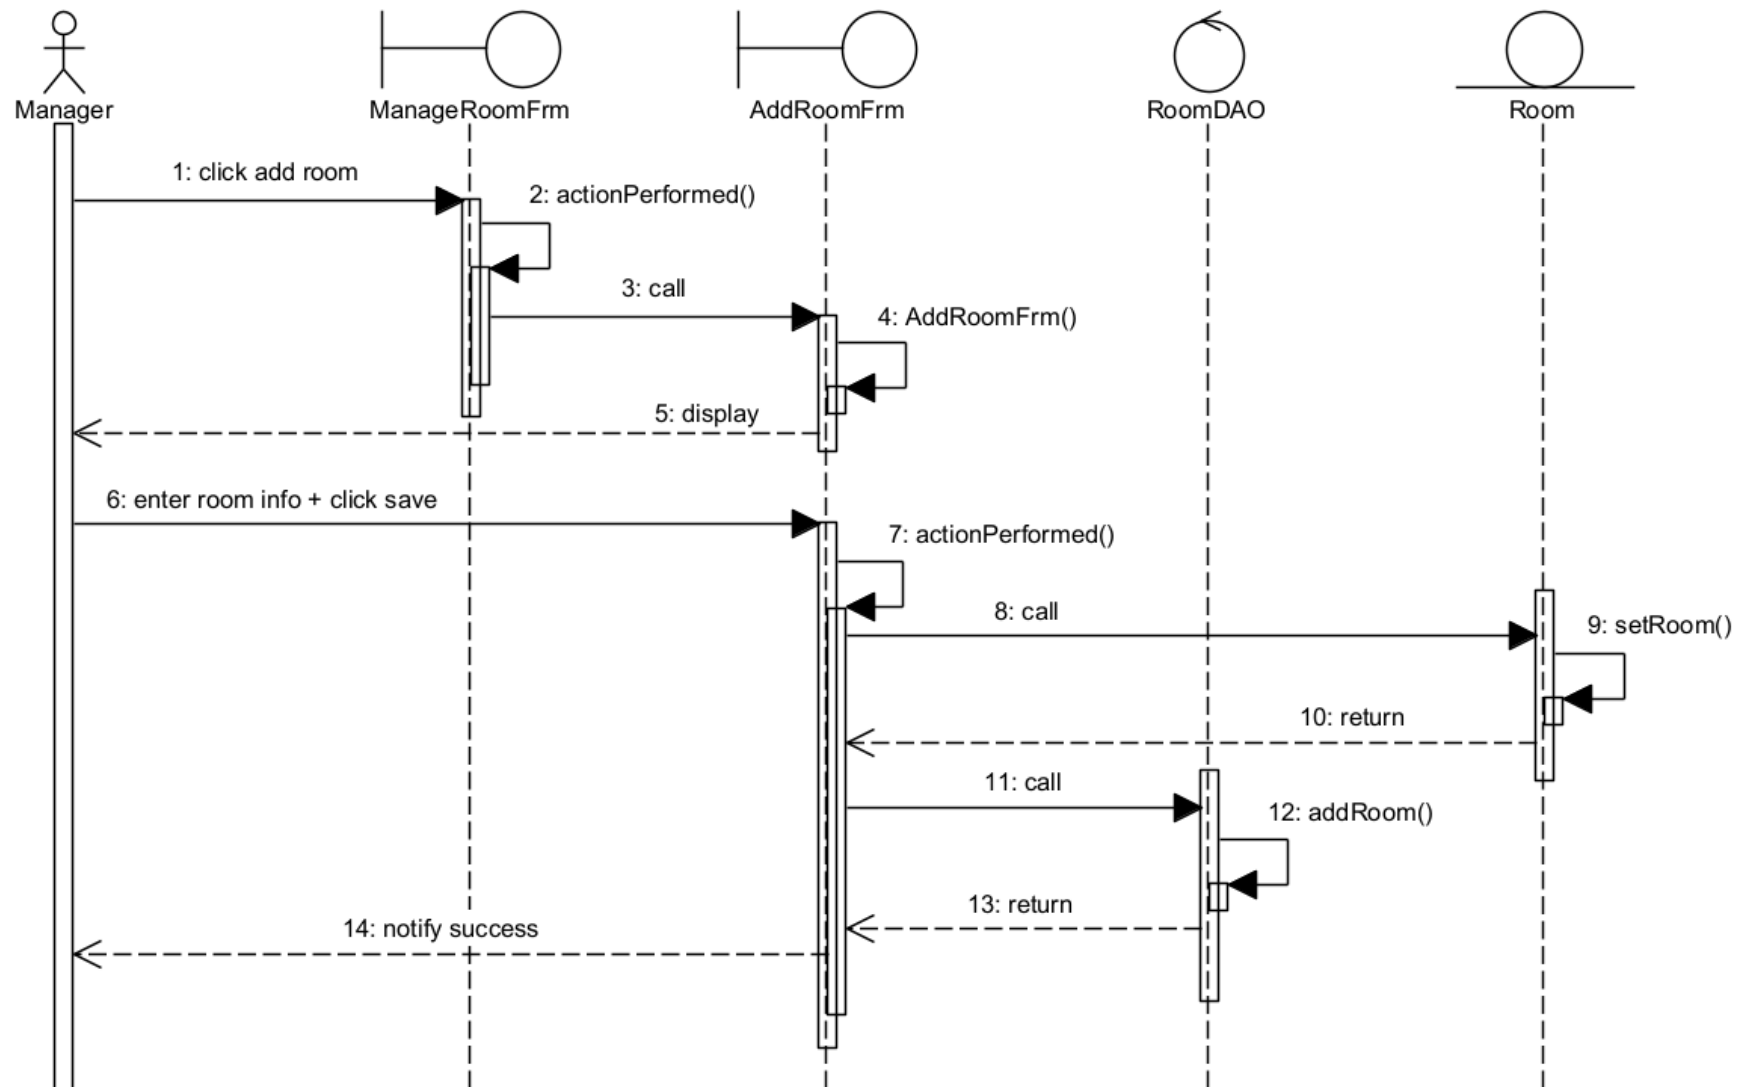 Manager
ManageRoomFrm
AddRoomFrm
RoomDAO
Room
1: click add room
2: actionPerformed()
3: call
4: AddRoomFrm()
5: display
6: enter room info + click save
7: actionPerformed()
8: call
9: setRoom()
10: return
11: call
12: addRoom()
13: return
14: notify success